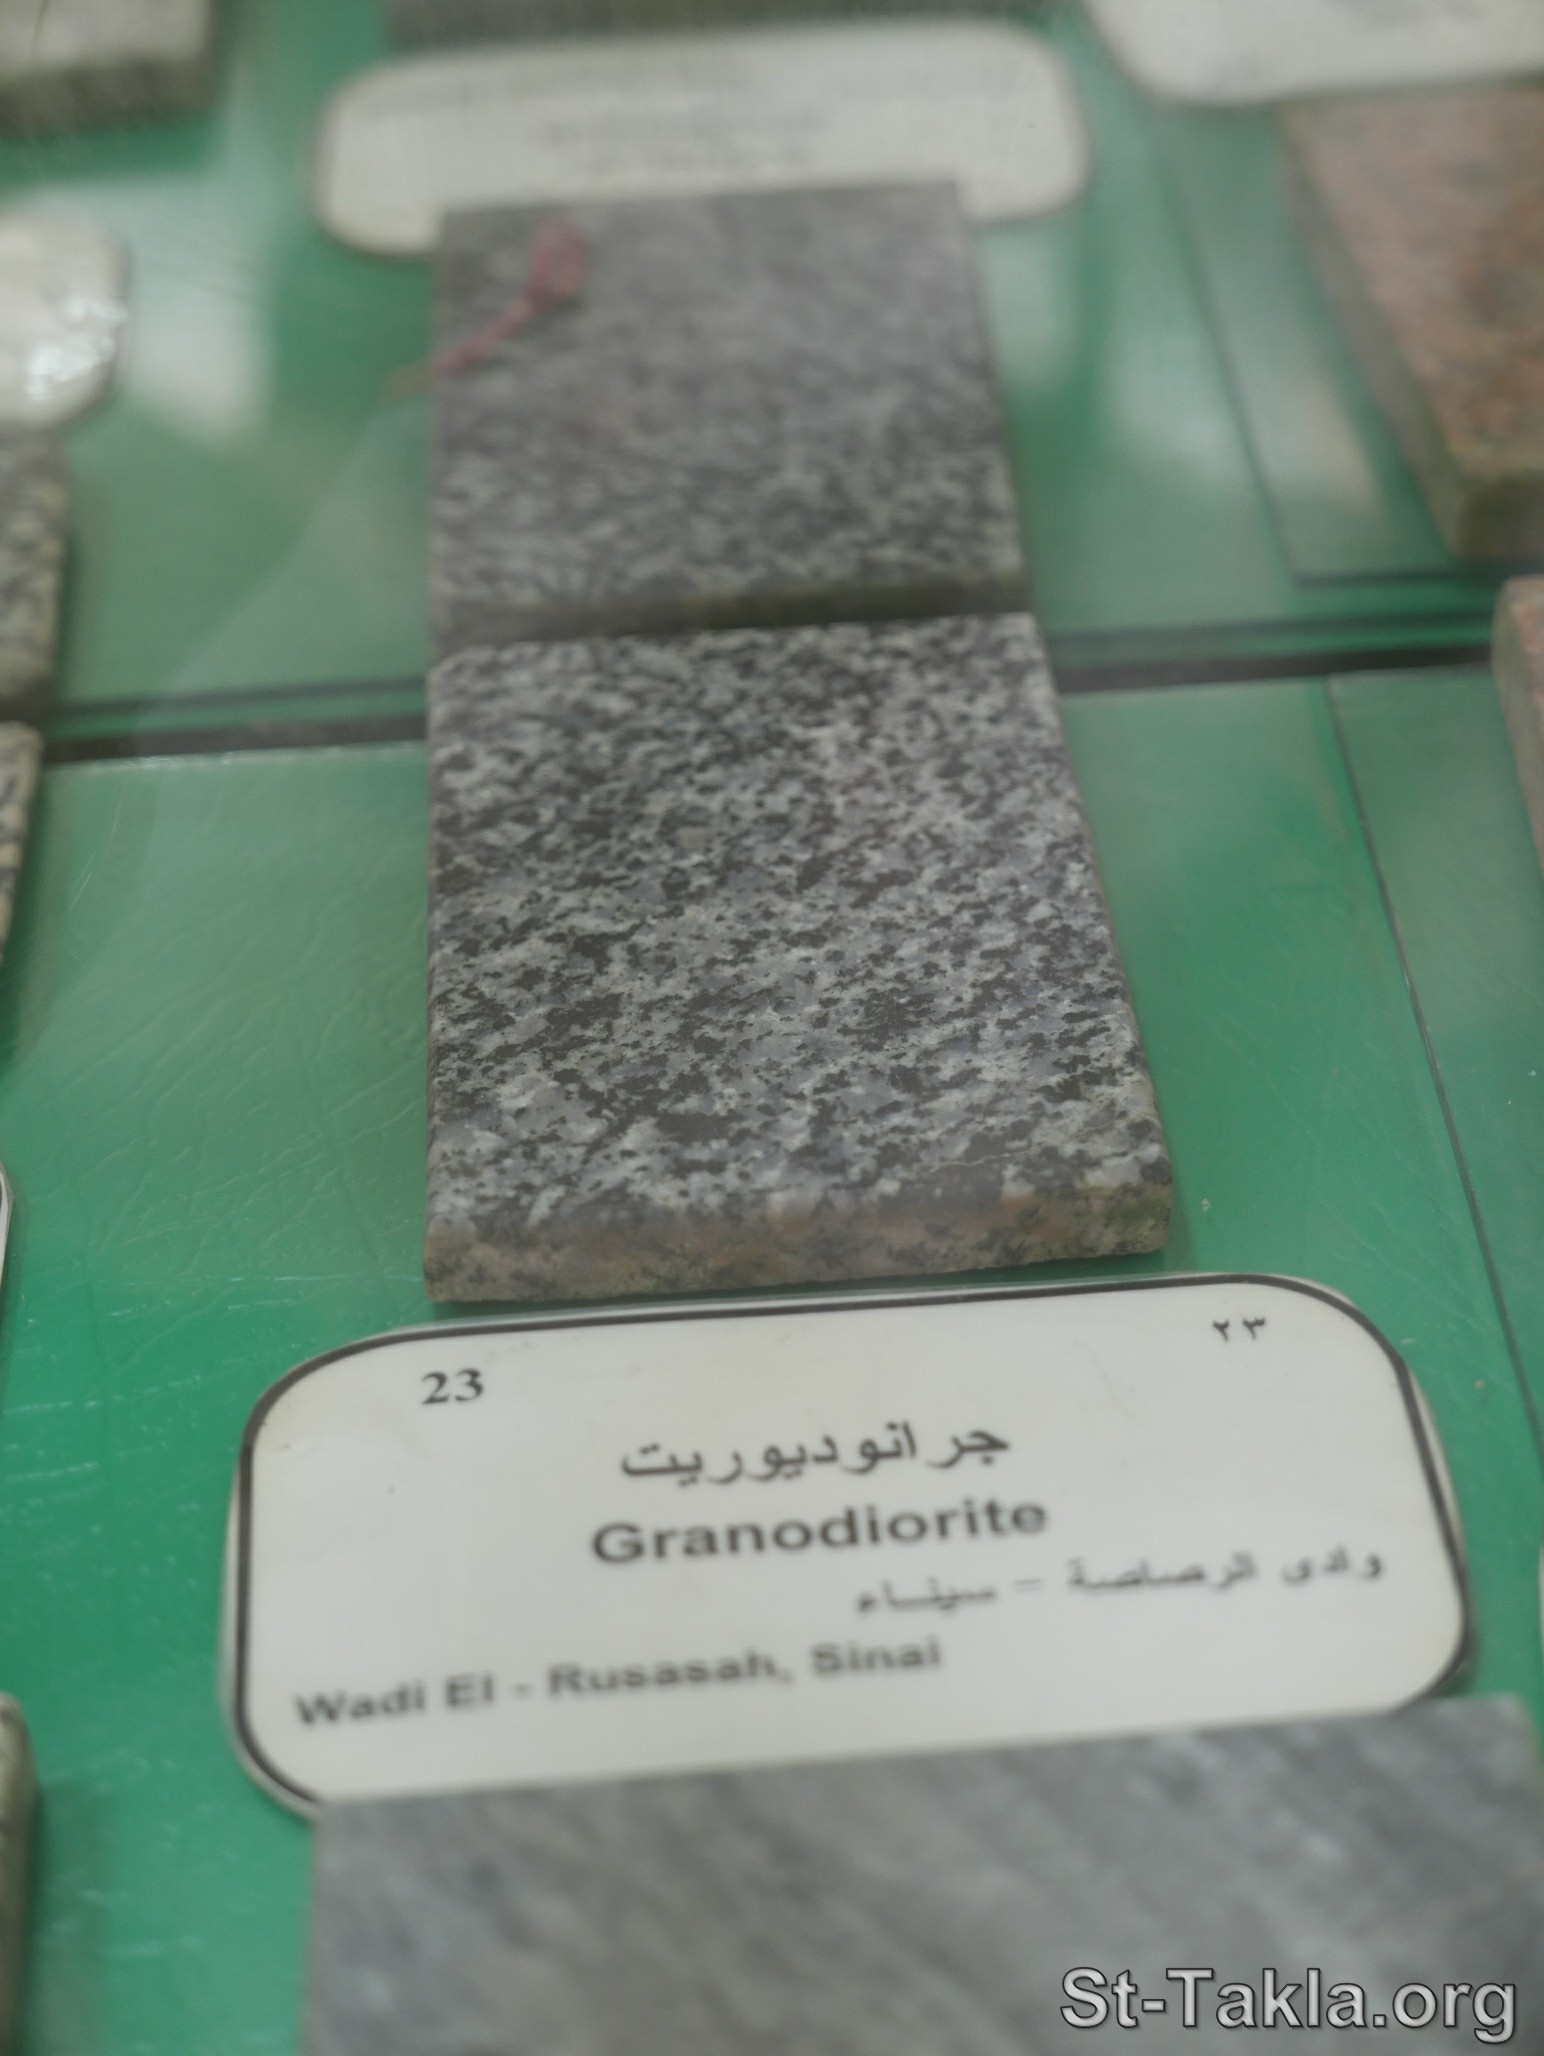 23 ٢٣
جرانوديوريت
Granodiorite
وادى الرصاصة – سيناء
Wadi El - Rusasah, Sinai
St-Takla.org